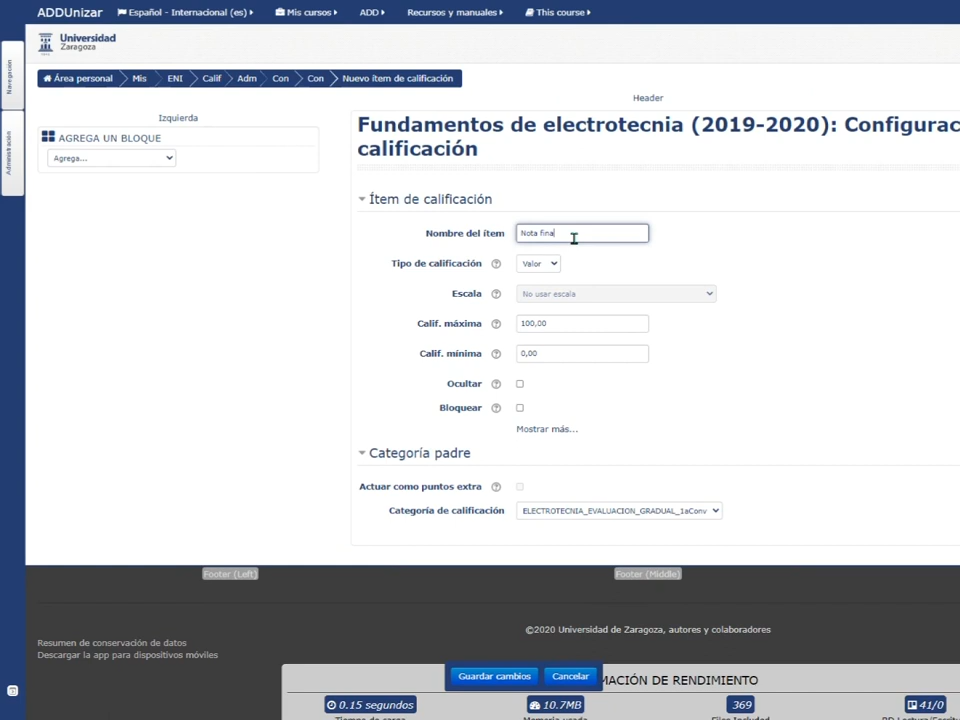 ADDUnizar
Español - Internacional (es)
Mis cursos
ADD
Recursos y manuales
This course
Universidad
Zaragoza
Navegación
Administración
Área personal
Mis
ENI
Calif
Adm
Con
Con
Nuevo ítem de calificación
Header
Izquierda
AGREGA UN BLOQUE
Agrega...
Fundamentos de electrotecnia (2019-2020): Configurac
calificación
Ítem de calificación
Nombre del ítem
Nota fina
Tipo de calificación
Valor
Escala
No usar escala
Calif. máxima
100,00
Calif. mínima
0,00
Ocultar
Bloquear
Mostrar más...
Categoría padre
Actuar como puntos extra
Categoría de calificación
ELECTROTECNIA_EVALUACION_GRADUAL_1aConv
Footer (Left)
Footer (Middle)
©2020 Universidad de Zaragoza, autores y colaboradores
Resumen de conservación de datos
Descargar la app para dispositivos móviles
Guardar cambios
Cancelar
MACIÓN DE RENDIMIENTO
0.15 segundos
10.7MB
369
41/0